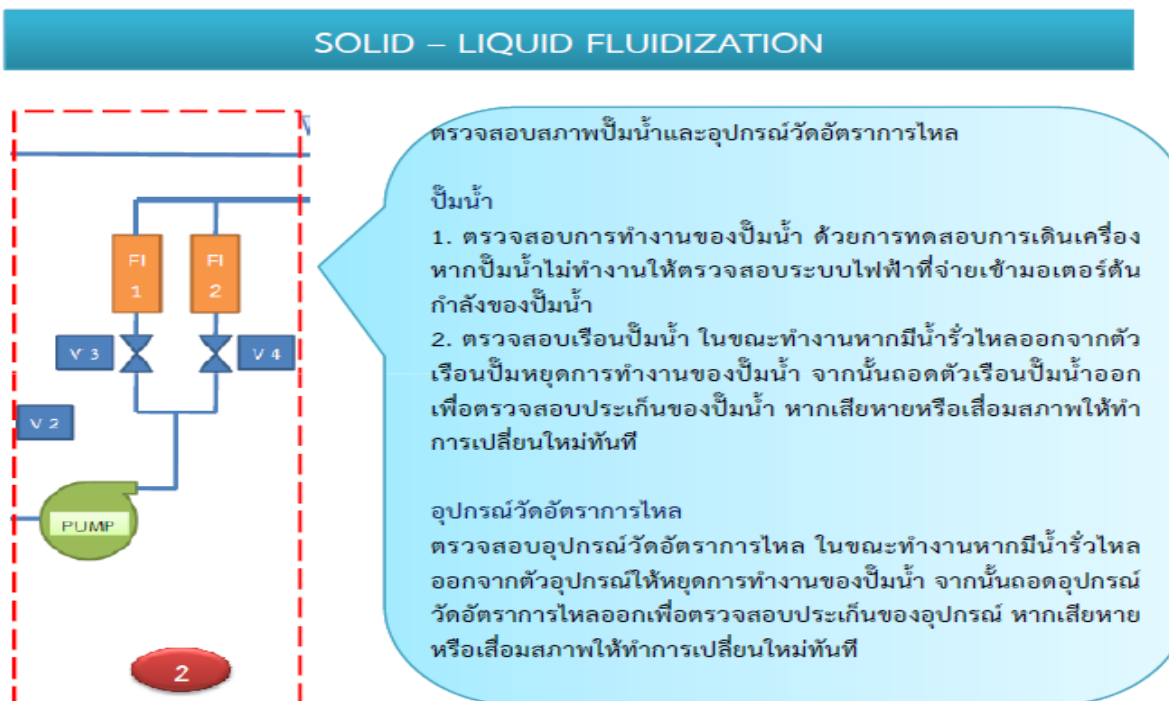 SOLID – LIQUID FLUIDIZATION
ตรวจสอบสภาพปั๊มน้ำและอุปกรณ์วัดอัตราการไหล
ปั๊มน้ำ
1. ตรวจสอบการทำงานของปั๊มน้ำ ด้วยการทดสอบการเดินเครื่อง
หากปั๊มน้ำไม่ทำงานให้ตรวจสอบระบบไฟฟ้าที่จ่ายเข้ามอเตอร์ต้น
กำลังของปั๊มน้ำ
2. ตรวจสอบเรือนปั๊มน้ำ ในขณะทำงานหากมีน้ำรั่วไหลออกจากตัว
เรือนปั๊มหยุดการทำงานของปั๊มน้ำ จากนั้นถอดตัวเรือนปั๊มน้ำออก
เพื่อตรวจสอบประเก็นของปั๊มน้ำ หากเสียหายหรือเสื่อมสภาพให้ทำ
การเปลี่ยนใหม่ทันที
อุปกรณ์วัดอัตราการไหล
ตรวจสอบอุปกรณ์วัดอัตราการไหล ในขณะทำงานหากมีน้ำรั่วไหล
ออกจากตัวอุปกรณ์ให้หยุดการทำงานของปั๊มน้ำ จากนั้นถอดอุปกรณ์
วัดอัตราการไหลออกเพื่อตรวจสอบประเก็นของอุปกรณ์ หากเสียหาย
หรือเสื่อมสภาพให้ทำการเปลี่ยนใหม่ทันที
FI
1
FI
2
V 3
V 4
V 2
PUMP
2